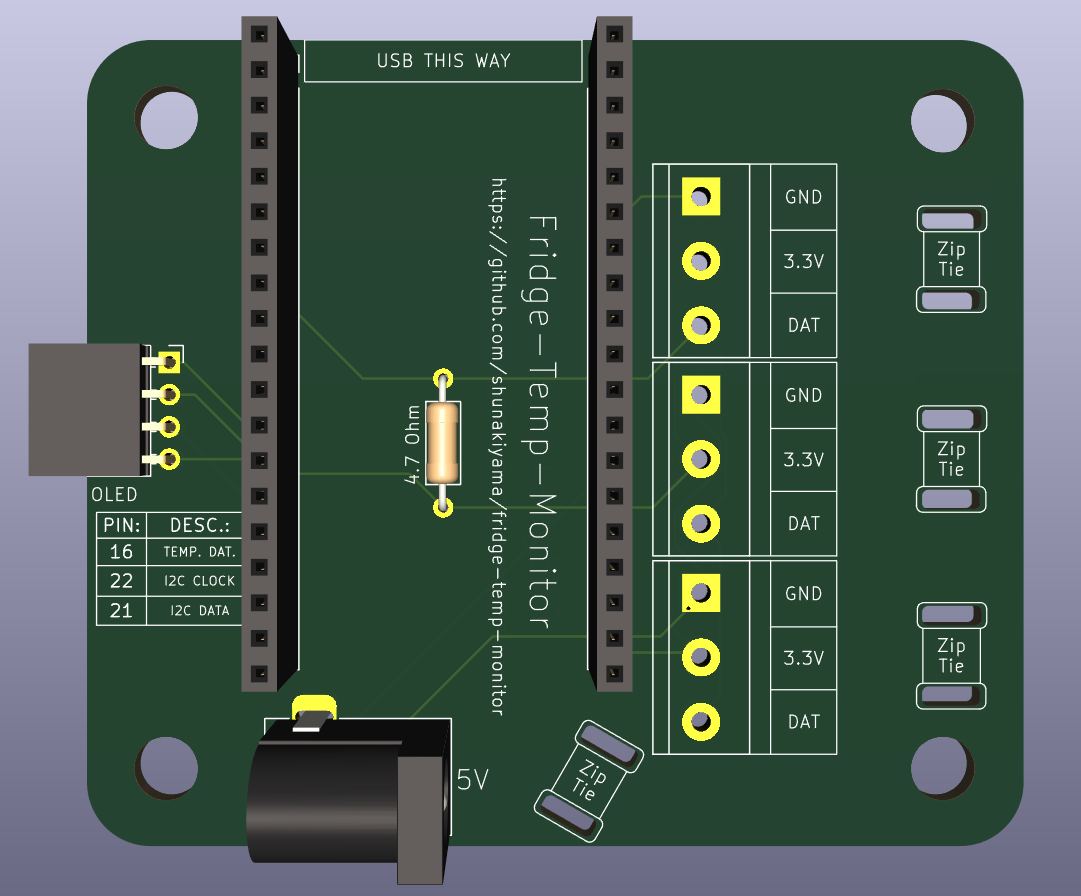 USB THIS WAY
GND
3.3V
DAT
Zip
Tie
https://github.com/shunakiyama/fridge-temp-monitor
Fridge-Temp-Monitor
4.7 Ohm
GND
3.3V
DAT
Zip
Tie
OLED
PIN: DESC.:
16 TEMP. DAT.
22 I2C CLOCK
21 I2C DATA
GND
3.3V
DAT
Zip
Tie
5V
Zip
Tie